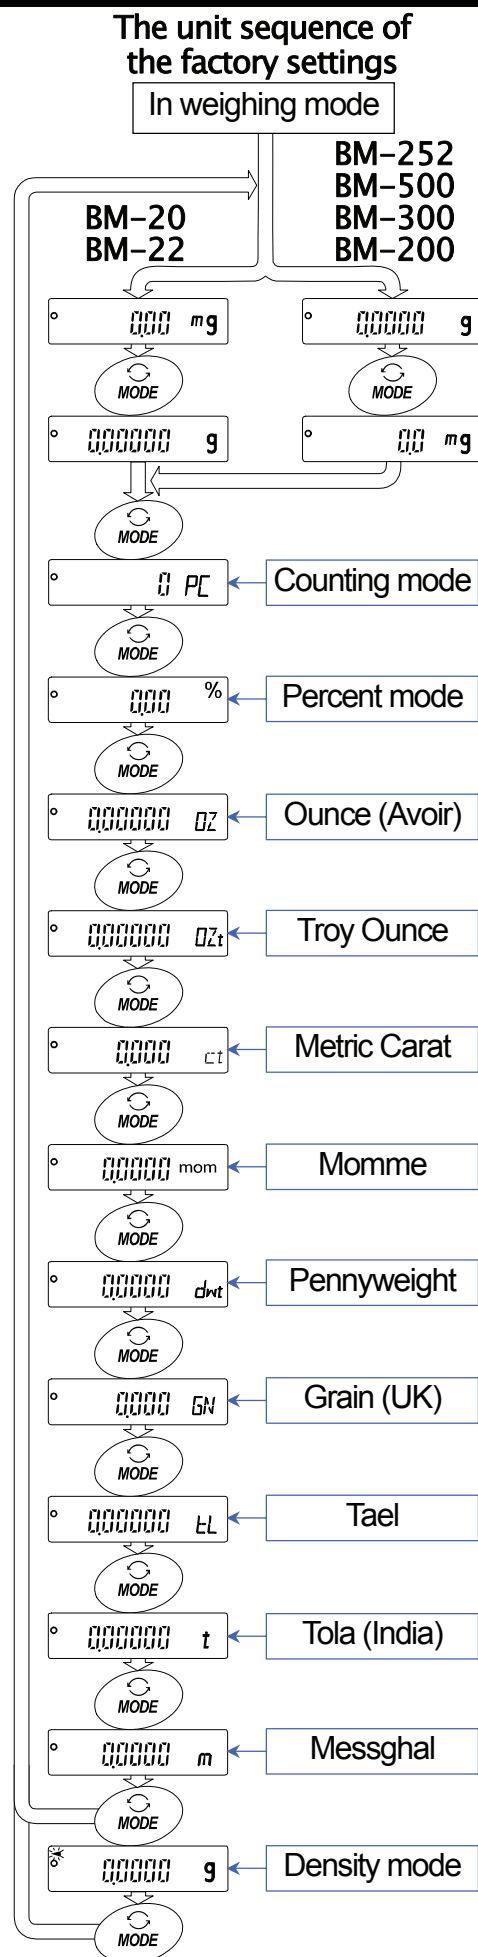 The unit sequence of
the factory settings
In weighing mode
BM-252
BM-500
BM-300
BM-200
BM-20
BM-22
0.00 mg
0.0000 g
MODE
MODE
0.00000 g
0.0 mg
MODE
0 PC
Counting mode
MODE
0.00 %
Percent mode
MODE
0.00000 OZ
Ounce (Avoir)
MODE
0.00000 OZt
Troy Ounce
MODE
0.000 ct
Metric Carat
MODE
0.0000 mom
Momme
MODE
0.0000 dwt
Pennyweight
MODE
0.000 GN
Grain (UK)
MODE
0.00000 tL
Tael
MODE
0.00000 t
Tola (India)
MODE
0.0000 m
Messghal
MODE
0.0000 g
Density mode
MODE